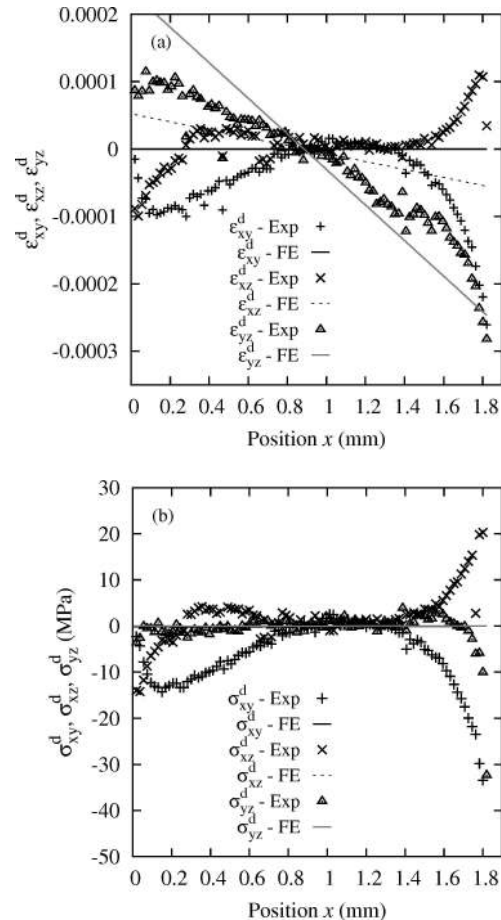 (a)
0.0001
0
-0.0001
-0.0002
-0.0003
ε^d_xy, ε^d_xz, ε^d_yz
ε^d_xy - Exp
ε^d_xy - FE
ε^d_xz - Exp
ε^d_xz - FE
ε^d_yz - Exp
ε^d_yz - FE
0 0.2 0.4 0.6 0.8 1 1.2 1.4 1.6 1.8
Position x (mm)
(b)
30
20
10
0
-10
-20
-30
-40
-50
σ^d_xy, σ^d_xz, σ^d_yz (MPa)
σ^d_xy - Exp
σ^d_xy - FE
σ^d_xz - Exp
σ^d_xz - FE
σ^d_yz - Exp
σ^d_yz - FE
0 0.2 0.4 0.6 0.8 1 1.2 1.4 1.6 1.8
Position x (mm)